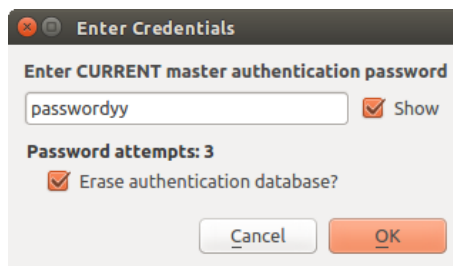 Enter Credentials
Enter CURRENT master authentication password
passwordyy Show
Password attempts: 3
Erase authentication database?
Cancel OK